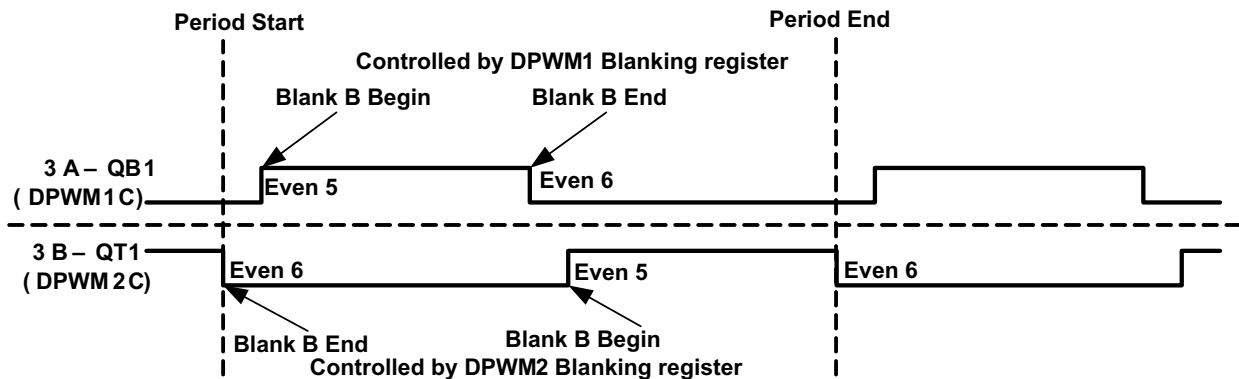 Period Start
Period End
Controlled by DPWM1 Blanking register
Blank B Begin
Blank B End
3 A – QB1
( DPWM1C)
Even 5
Even 6
3 B – QT1
( DPWM2C)
Even 6
Even 5
Even 6
Blank B End
Blank B Begin
Controlled by DPWM2 Blanking register